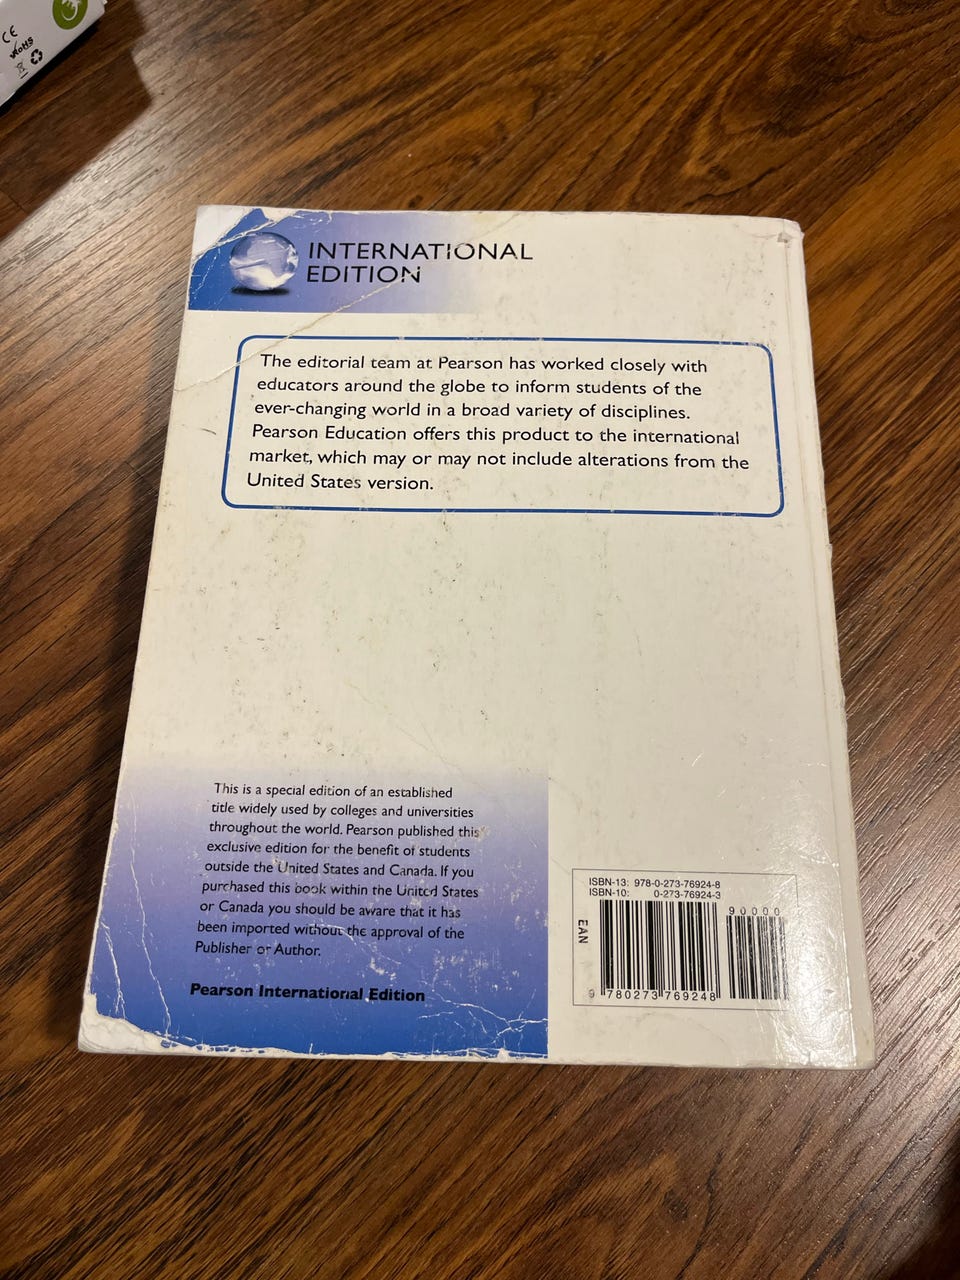 CE
RoHS
INTERNATIONAL
EDITION
The editorial team at Pearson has worked closely with
educators around the globe to inform students of the
ever-changing world in a broad variety of disciplines.
Pearson Education offers this product to the international
market, which may or may not include alterations from the
United States version.
This is a special edition of an established
title widely used by colleges and universities
throughout the world. Pearson published this
exclusive edition for the benefit of students
outside the United States and Canada. If you
purchased this book within the United States
or Canada you should be aware that it has
been imported without the approval of the
Publisher or Author.
Pearson International Edition
ISBN-13: 978-0-273-76924-8
ISBN-10: 0-273-76924-3
90000
EAN
9 780273 769248